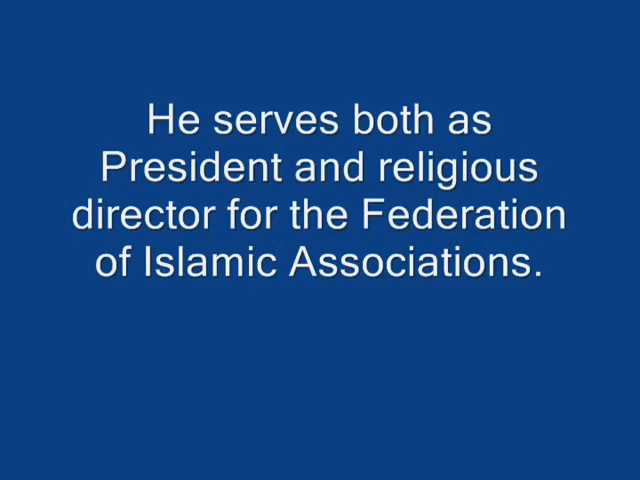 He serves both as
President and religious
director for the Federation
of Islamic Associations.